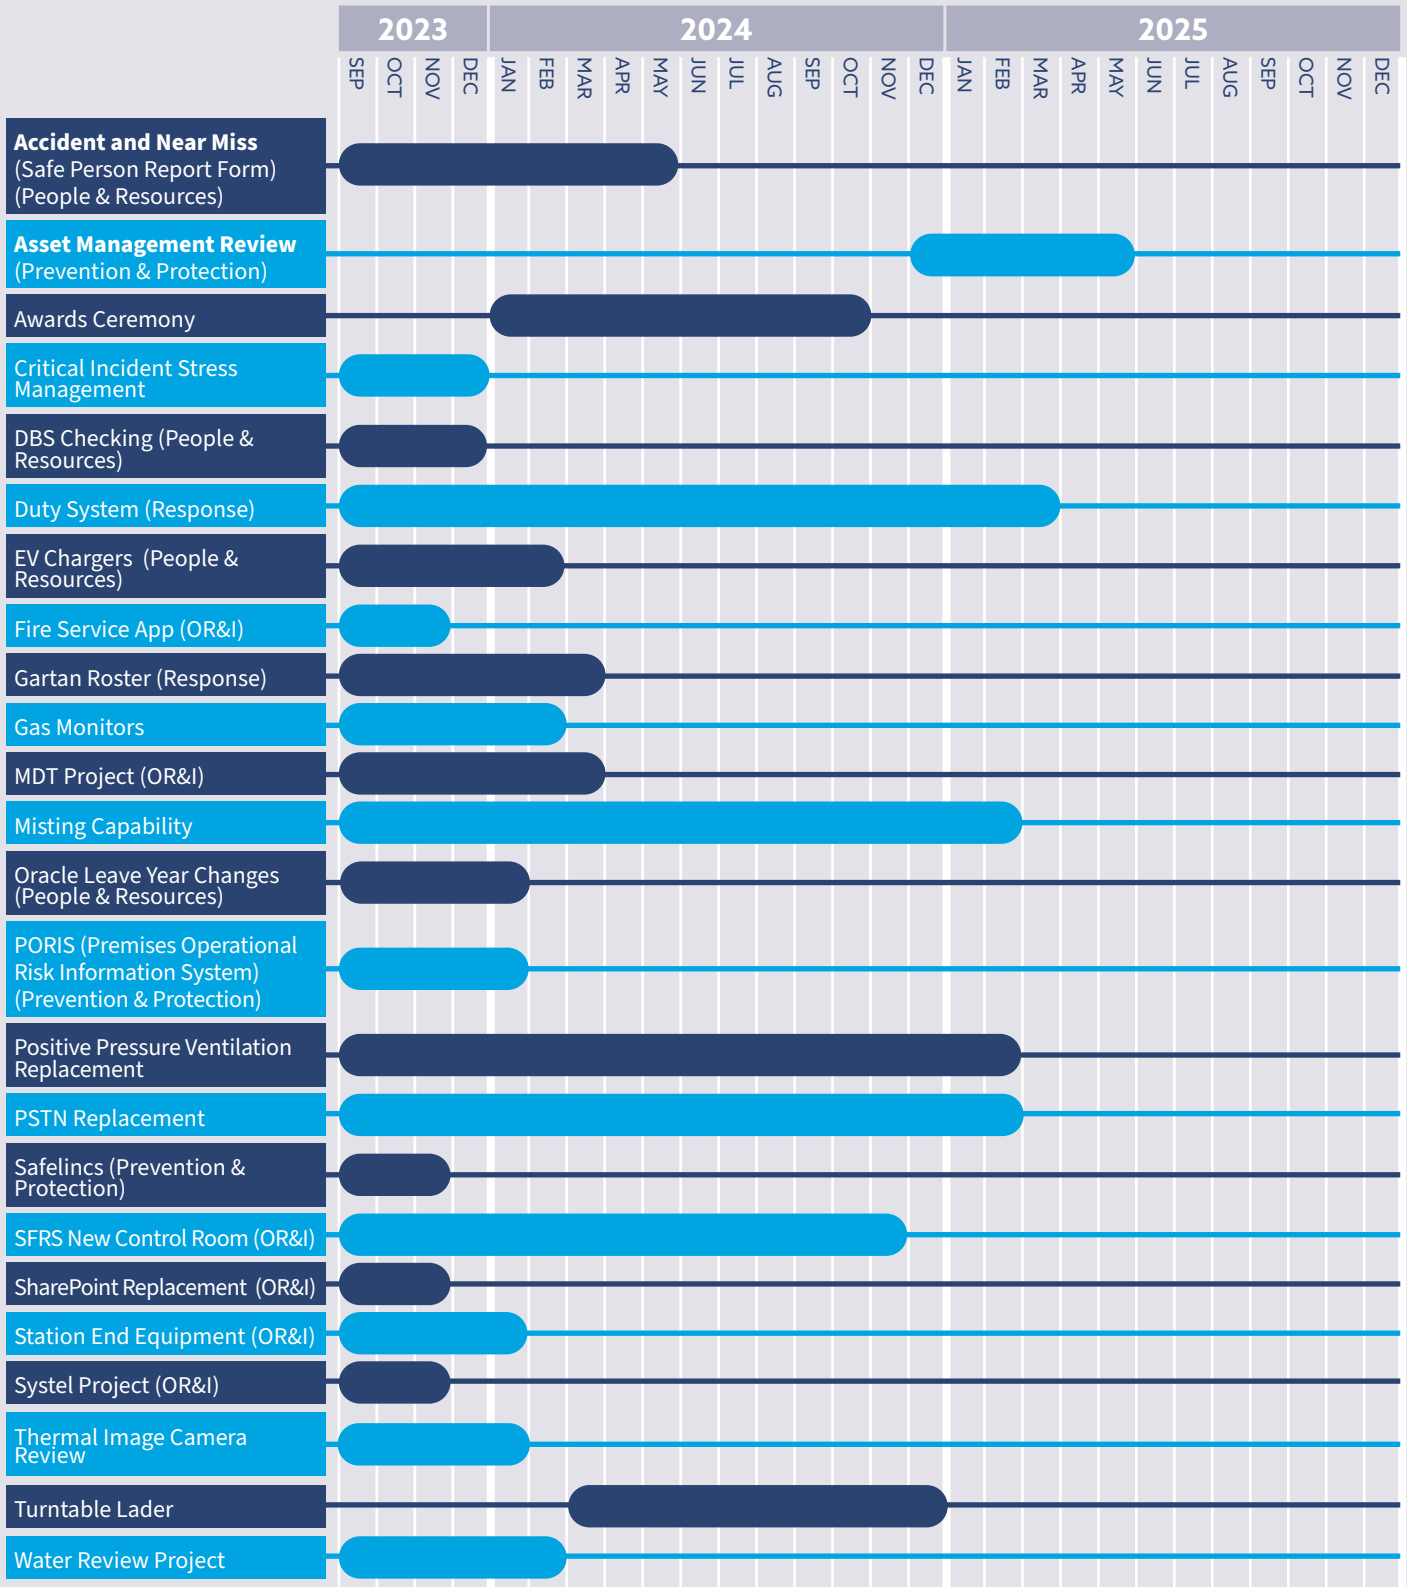 2023 2024 2025
SEP OCT NOV DEC JAN FEB MAR APR MAY JUN JUL AUG SEP OCT NOV DEC JAN FEB MAR APR MAY JUN JUL AUG SEP OCT NOV DEC
Accident and Near Miss
(Safe Person Report Form)
(People & Resources)
Asset Management Review
(Prevention & Protection)
Awards Ceremony
Critical Incident Stress
Management
DBS Checking (People &
Resources)
Duty System (Response)
EV Chargers (People &
Resources)
Fire Service App (OR&I)
Gartan Roster (Response)
Gas Monitors
MDT Project (OR&I)
Misting Capability
Oracle Leave Year Changes
(People & Resources)
PORIS (Premises Operational
Risk Information System)
(Prevention & Protection)
Positive Pressure Ventilation
Replacement
PSTN Replacement
Safelincs (Prevention &
Protection)
SFRS New Control Room (OR&I)
SharePoint Replacement (OR&I)
Station End Equipment (OR&I)
Systel Project (OR&I)
Thermal Image Camera
Review
Turntable Lader
Water Review Project